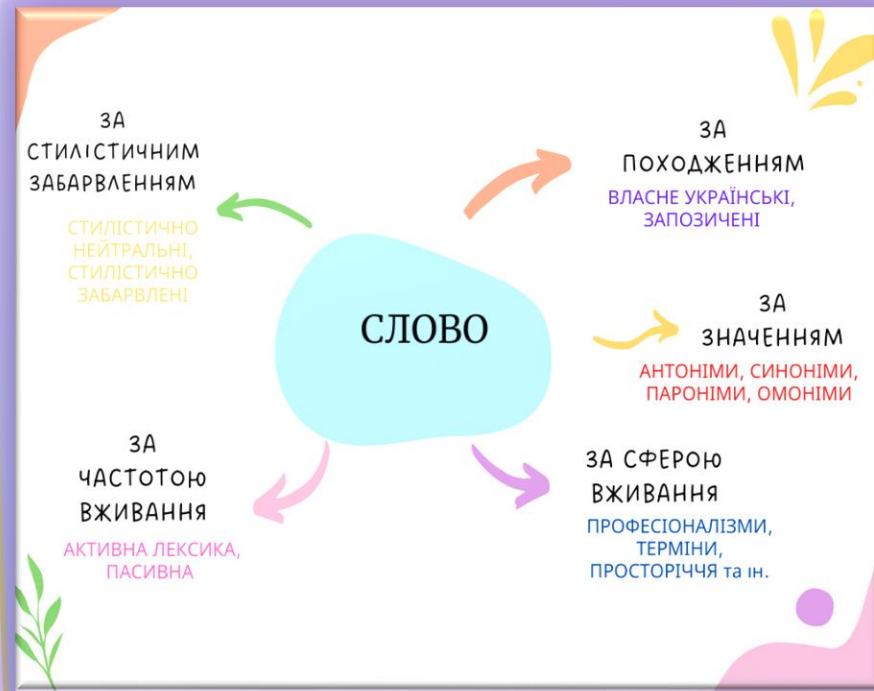 ЗА
СТИЛІСТИЧНИМ
ЗАБАРВЛЕННЯМ
СТИЛІСТИЧНО
НЕЙТРАЛЬНІ,
СТИЛІСТИЧНО
ЗАБАРВЛЕНІ
ЗА
ПОХОДЖЕННЯМ
ВЛАСНЕ УКРАЇНСЬКІ,
ЗАПОЗИЧЕНІ
СЛОВО
ЗА
ЗНАЧЕННЯМ
АНТОНІМИ, СИНОНІМИ,
ПАРОНІМИ, ОМОНІМИ
ЗА
ЧАСТОТОЮ
ВЖИВАННЯ
АКТИВНА ЛЕКСИКА,
ПАСИВНА
ЗА СФЕРОЮ
ВЖИВАННЯ
ПРОФЕСІОНАЛІЗМИ,
ТЕРМІНИ,
ПРОСТОРІЧЧЯ та ін.